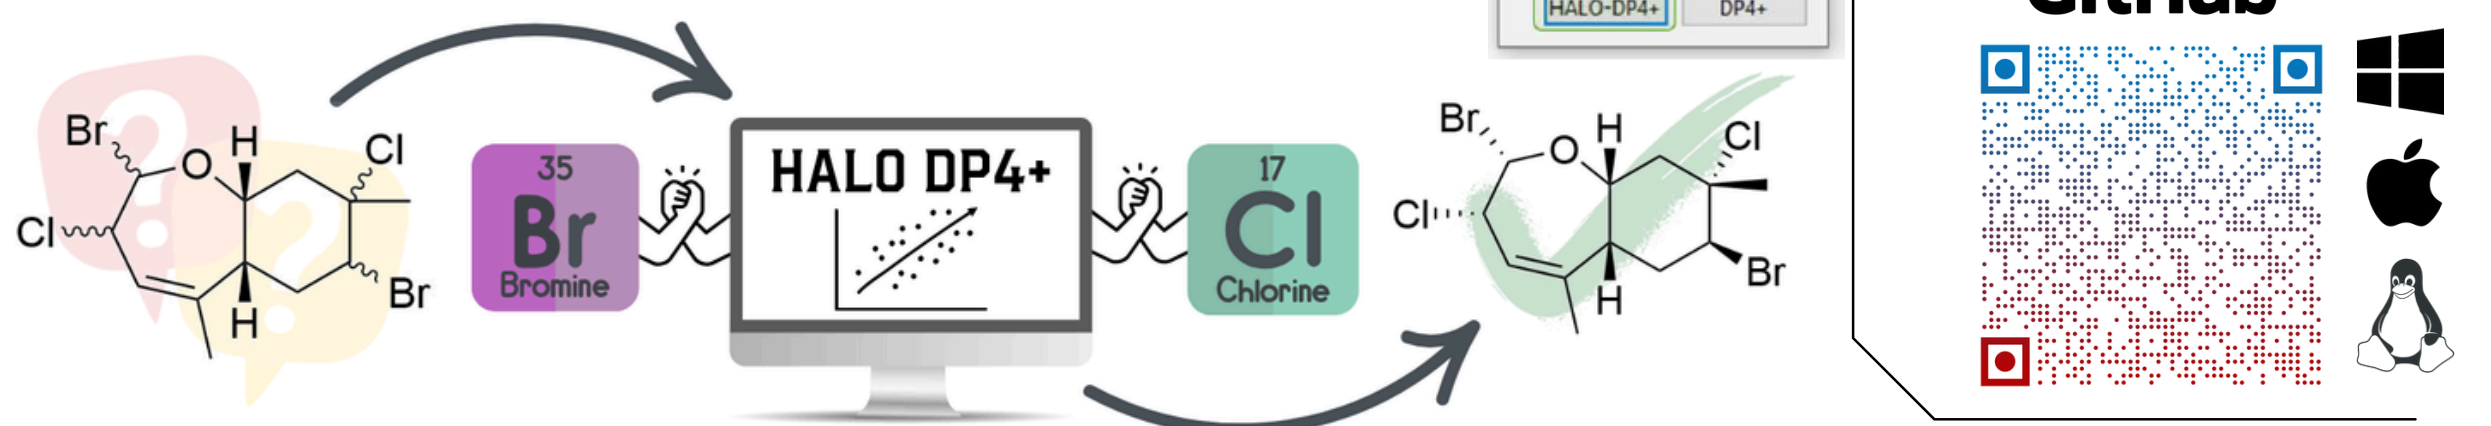 HALO-DP4+
DP4+
GitHub
Br
O
H
Cl
Cl
Br
H
35
Br
Bromine
HALO DP4+
17
Cl
Chlorine
Br
O
H
Cl
Cl
Br
H